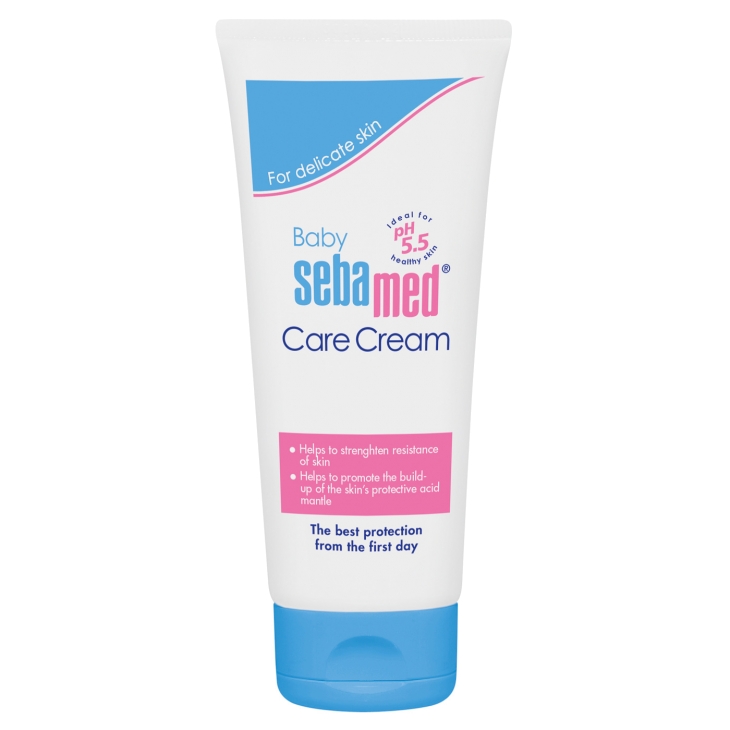 For delicate skin
Baby
Ideal for
pH
5.5
healthy skin
sebamed®
Care Cream
• Helps to strenghten resistance
of skin
• Helps to promote the build-
up of the skin's protective acid
mantle
The best protection
from the first day